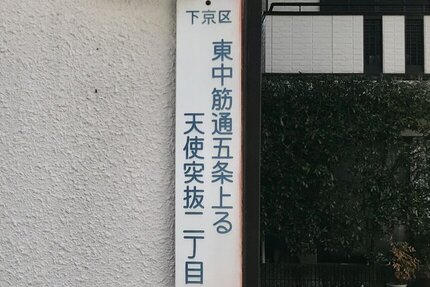 下京区
東中筋通五条上る
天使突抜二丁目